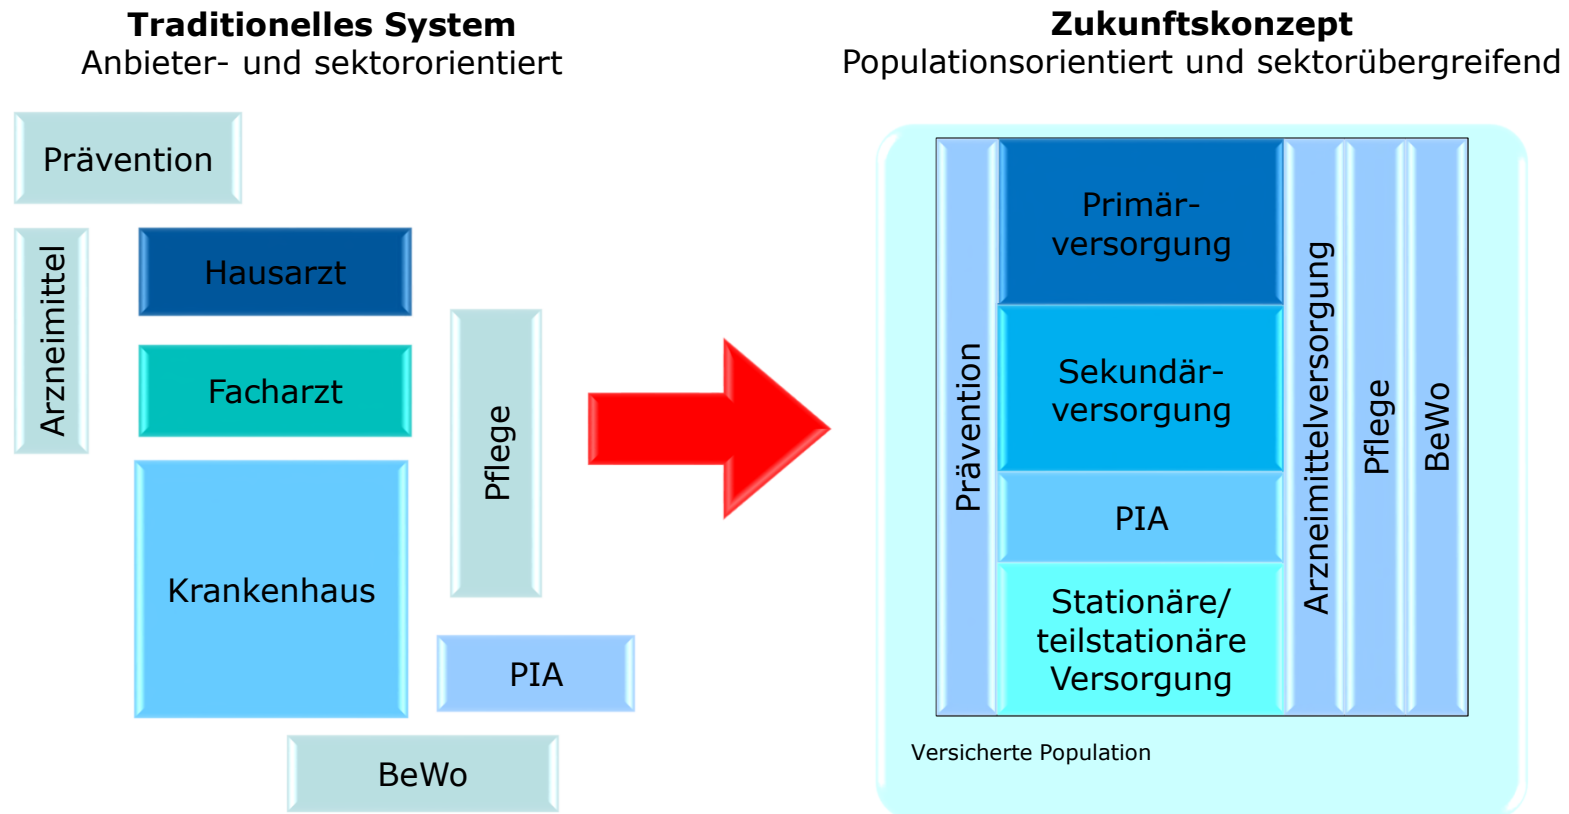 Traditionelles System
Anbieter- und sektororientiert
Prävention
Arzneimittel
Hausarzt
Facharzt
Krankenhaus
Pflege
PIA
BeWo
Zukunftskonzept
Populationsorientiert und sektorübergreifend
Prävention
Primär-
versorgung
Sekundär-
versorgung
PIA
Stationäre/
teilstationäre
Versorgung
Arzneimittelversorgung
Pflege
BeWo
Versicherte Population